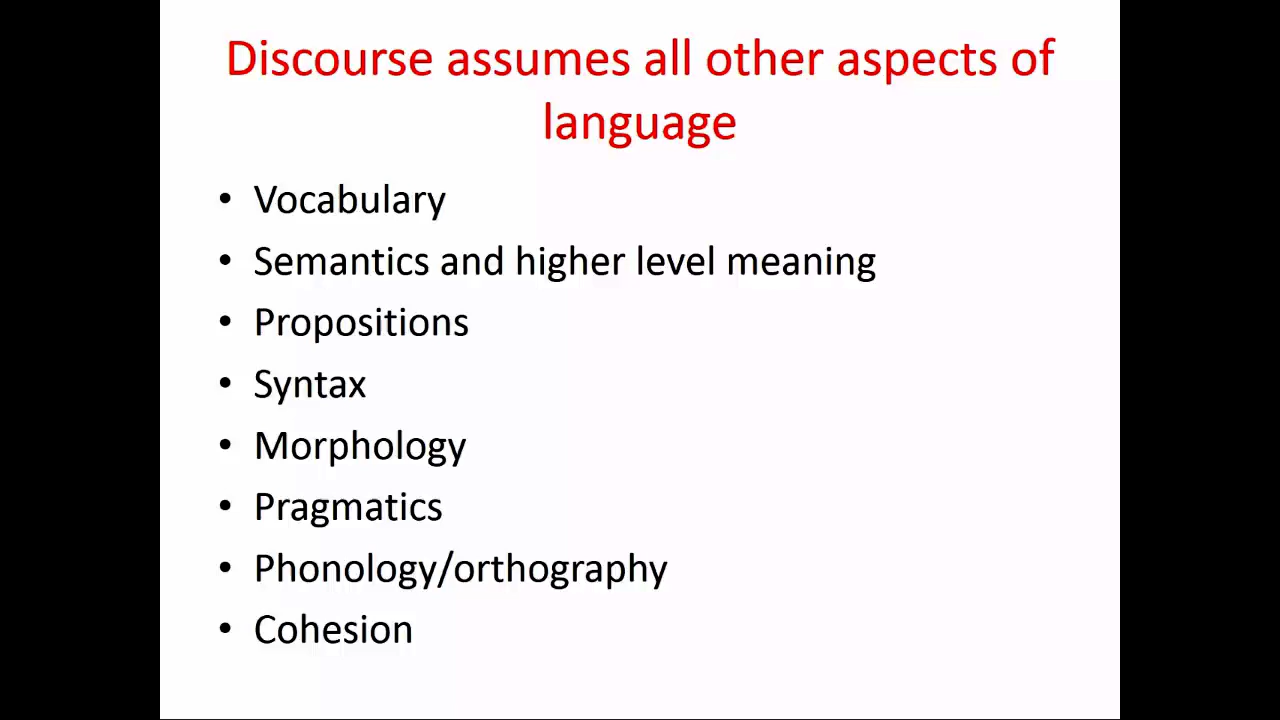 Discourse assumes all other aspects of
language
• Vocabulary
• Semantics and higher level meaning
• Propositions
• Syntax
• Morphology
• Pragmatics
• Phonology/orthography
• Cohesion